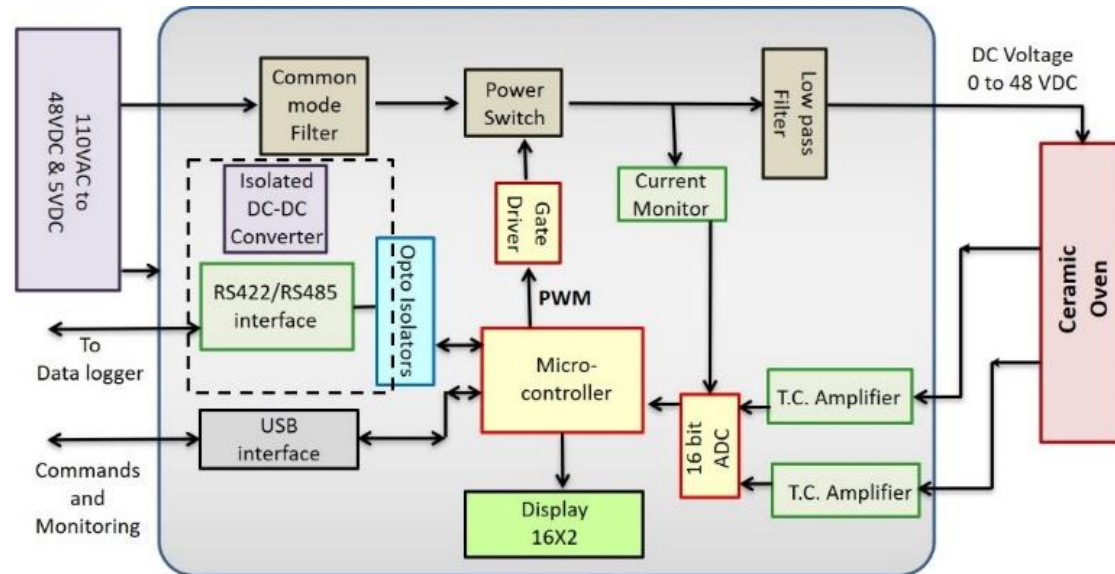 110VAC to
48VDC & 5VDC
Common
mode
Filter
Power
Switch
Low pass
Filter
DC Voltage
0 to 48 VDC
Isolated
DC-DC
Converter
Gate
Driver
Current
Monitor
Opto Isolators
RS422/RS485
interface
PWM
Ceramic
Oven
To
Data logger
Micro-
controller
16 bit
ADC
T.C. Amplifier
USB
interface
T.C. Amplifier
Commands
and
Monitoring
Display
16X2